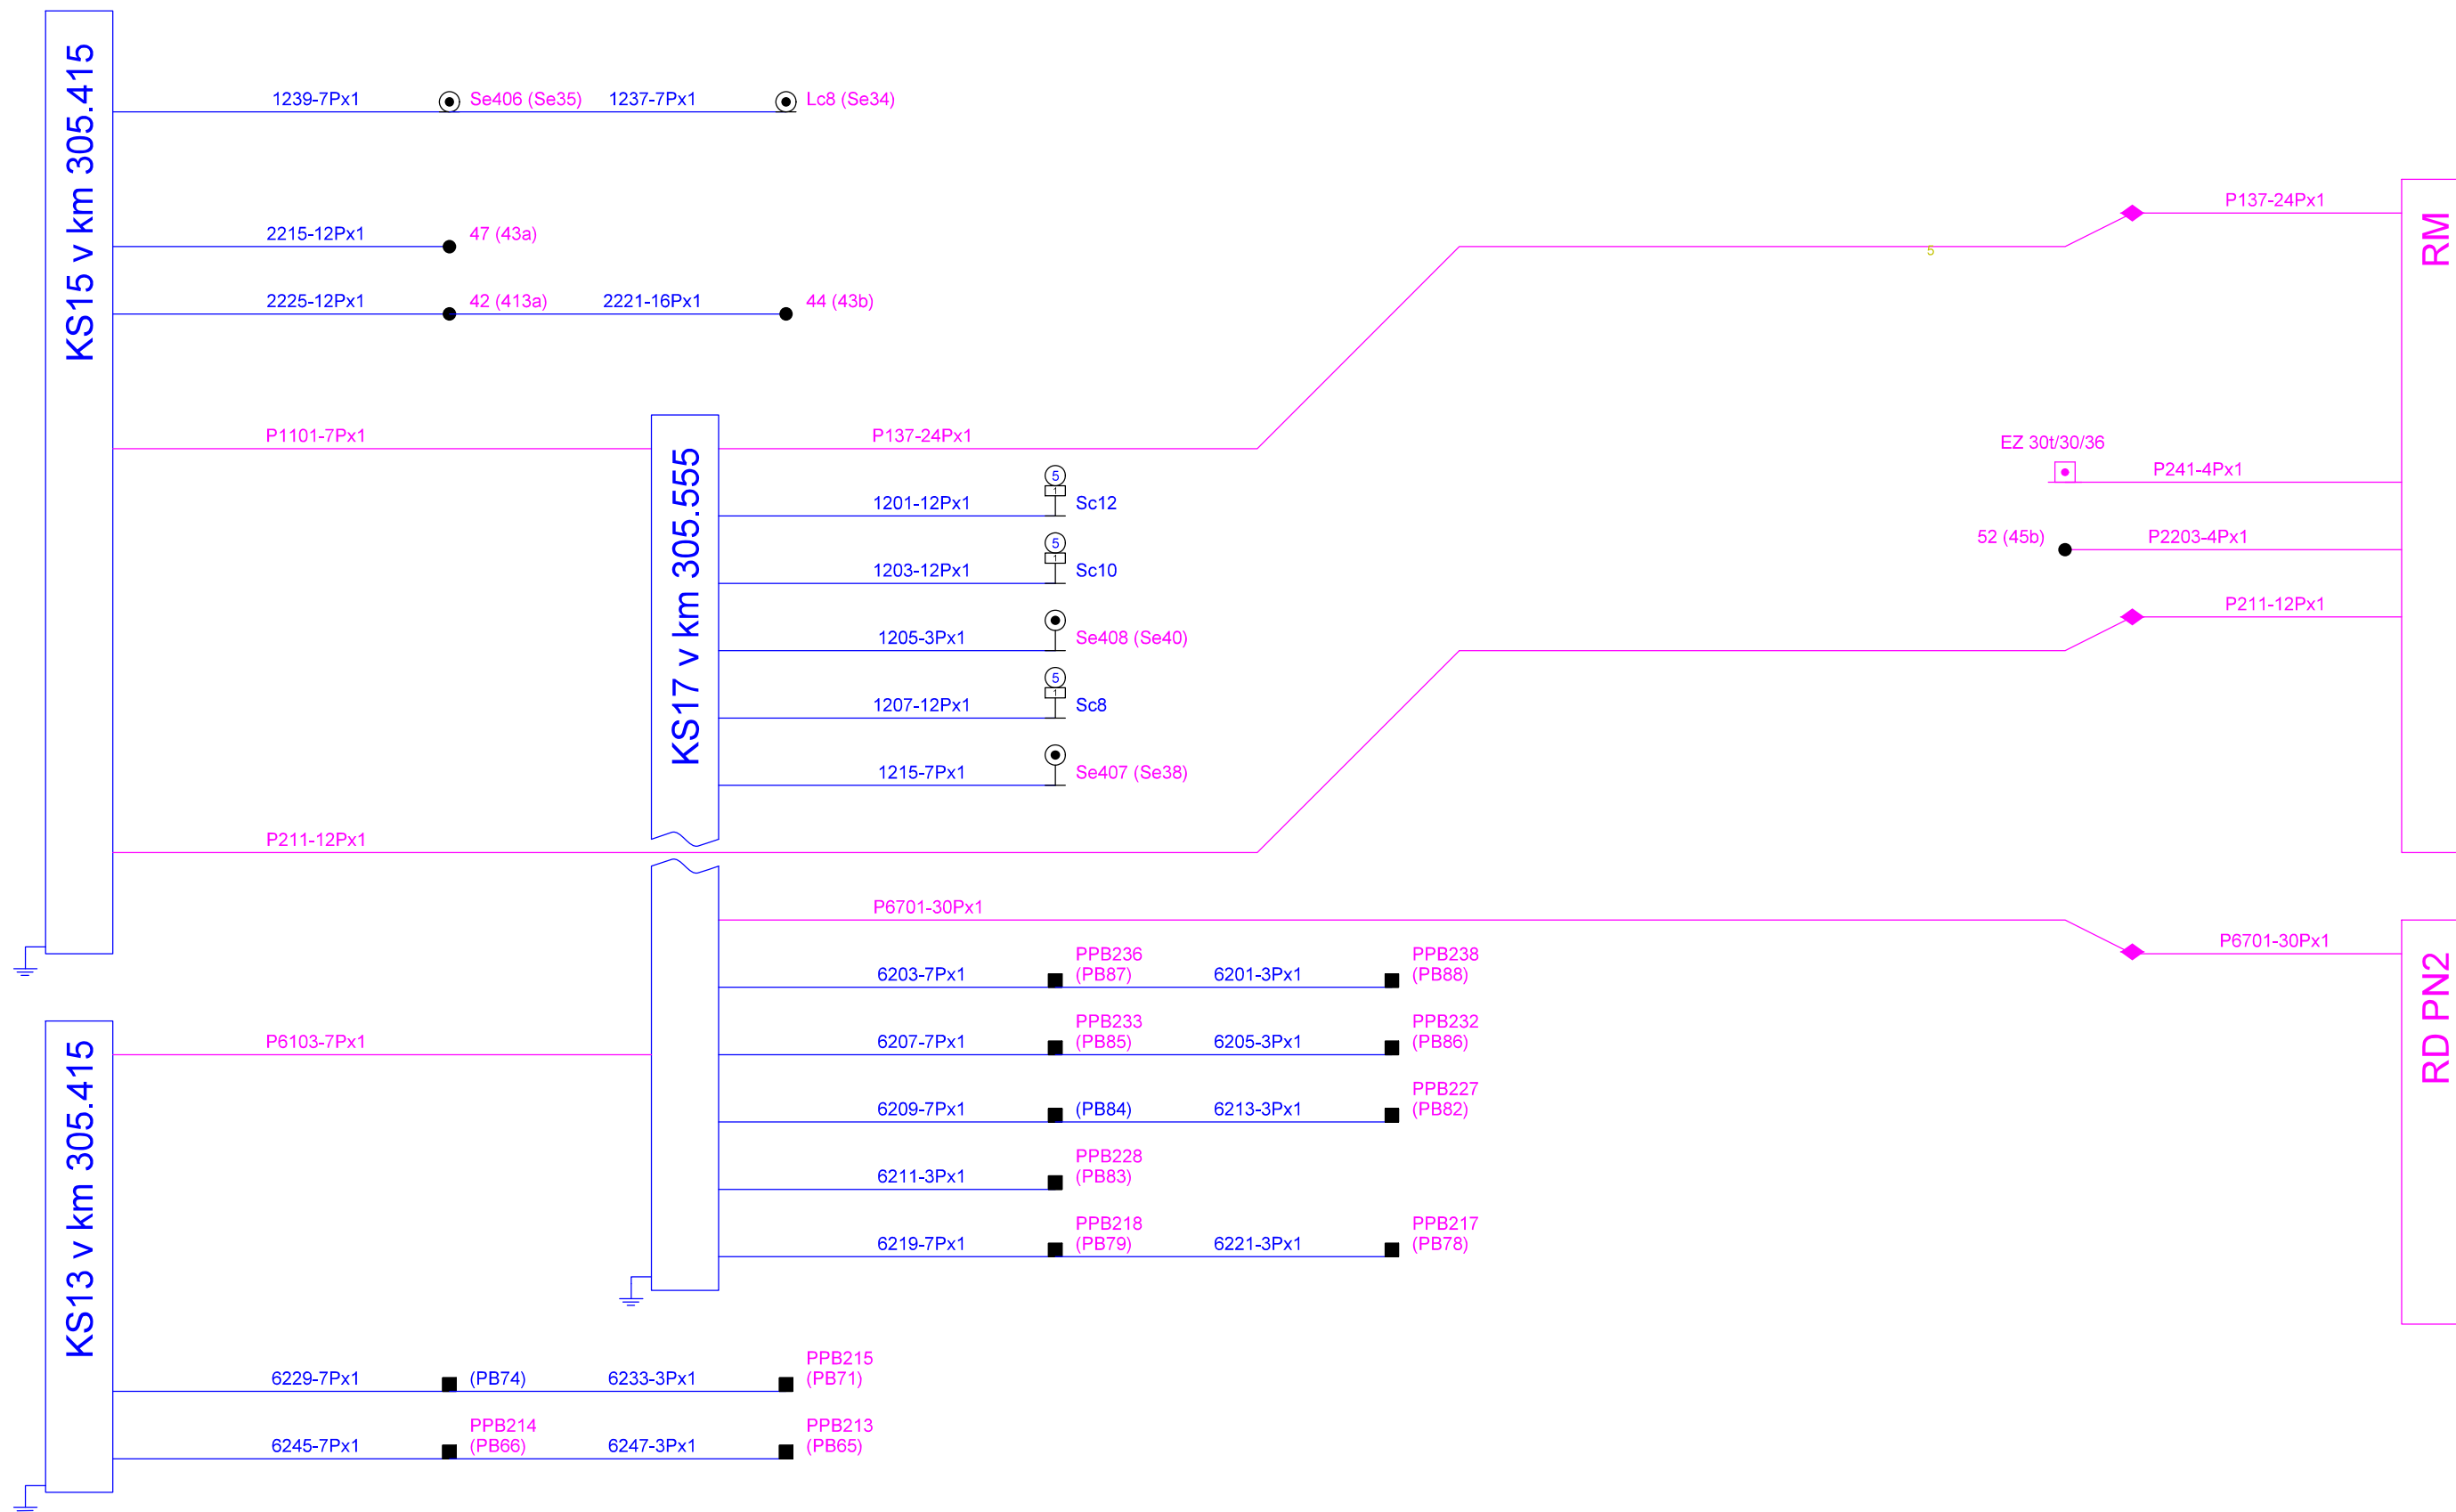 KS15 v km 305.415
1239-7Px1
Se406 (Se35)
1237-7Px1
Lc8 (Se34)
2215-12Px1
47 (43a)
2225-12Px1
42 (413a)
2221-16Px1
44 (43b)
P1101-7Px1
P211-12Px1
KS17 v km 305.555
P137-24Px1
1201-12Px1
5
1
Sc12
1203-12Px1
5
1
Sc10
1205-3Px1
Se408 (Se40)
1207-12Px1
5
1
Sc8
1215-7Px1
Se407 (Se38)
5
P137-24Px1
RM
EZ 30t/30/36
P241-4Px1
52 (45b)
P2203-4Px1
P211-12Px1
P6701-30Px1
P6701-30Px1
RD PN2
6203-7Px1
PPB236
(PB87)
6201-3Px1
PPB238
(PB88)
6207-7Px1
PPB233
(PB85)
6205-3Px1
PPB232
(PB86)
6209-7Px1
(PB84)
6213-3Px1
PPB227
(PB82)
6211-3Px1
PPB228
(PB83)
6219-7Px1
PPB218
(PB79)
6221-3Px1
PPB217
(PB78)
KS13 v km 305.415
P6103-7Px1
6229-7Px1
(PB74)
6233-3Px1
PPB215
(PB71)
6245-7Px1
PPB214
(PB66)
6247-3Px1
PPB213
(PB65)